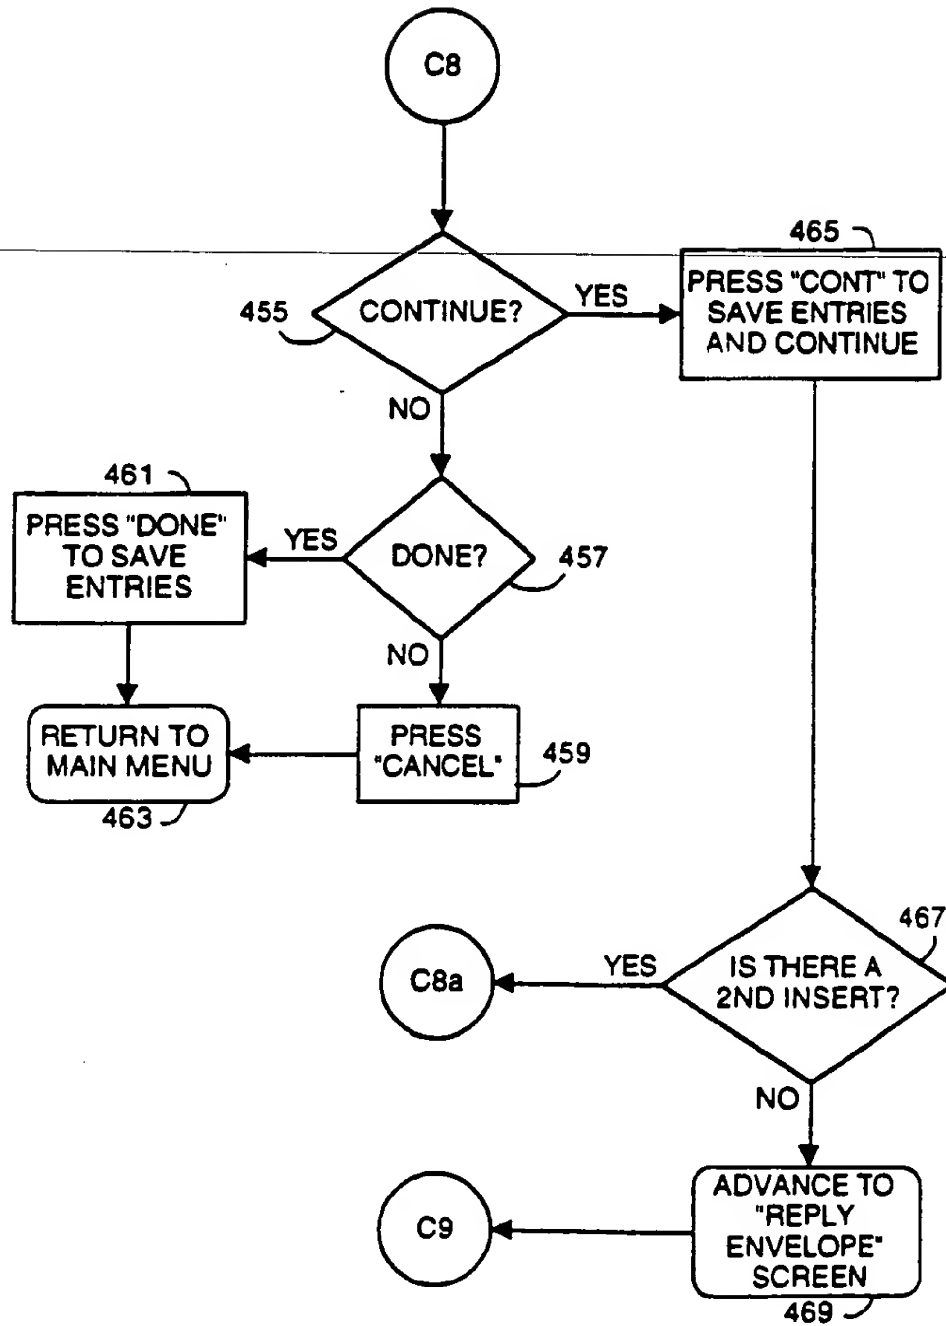 C8
465
PRESS "CONT" TO
SAVE ENTRIES
AND CONTINUE
455
CONTINUE?
YES
NO
461
PRESS "DONE"
TO SAVE
ENTRIES
YES
DONE?
457
NO
RETURN TO
MAIN MENU
463
PRESS
"CANCEL"
459
467
C8a
YES
IS THERE A
2ND INSERT?
NO
C9
ADVANCE TO
"REPLY
ENVELOPE"
SCREEN
469